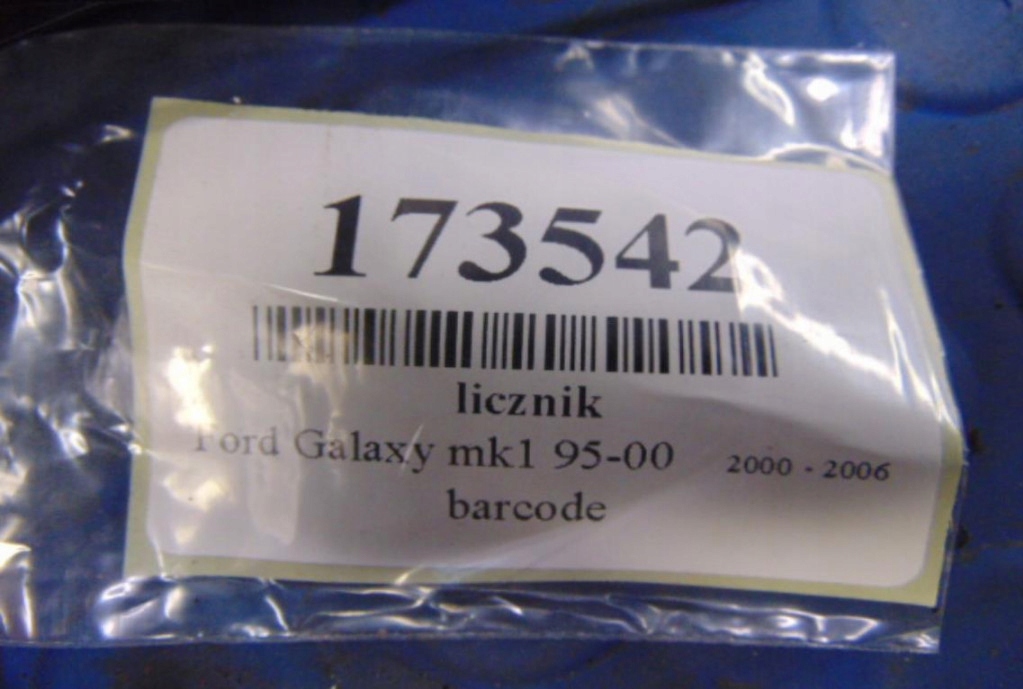 173542
licznik
Ford Galaxy mk1 95-00 2000 - 2006
barcode